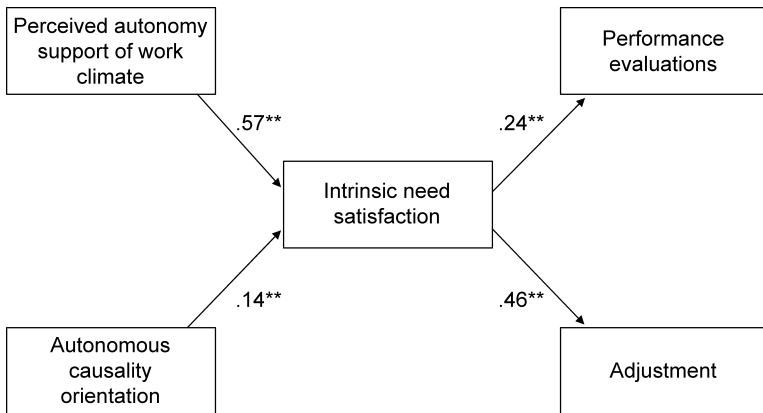 Perceived autonomy
support of work
climate
Performance
evaluations
.57**
.24**
Intrinsic need
satisfaction
.14**
.46**
Autonomous
causality
orientation
Adjustment